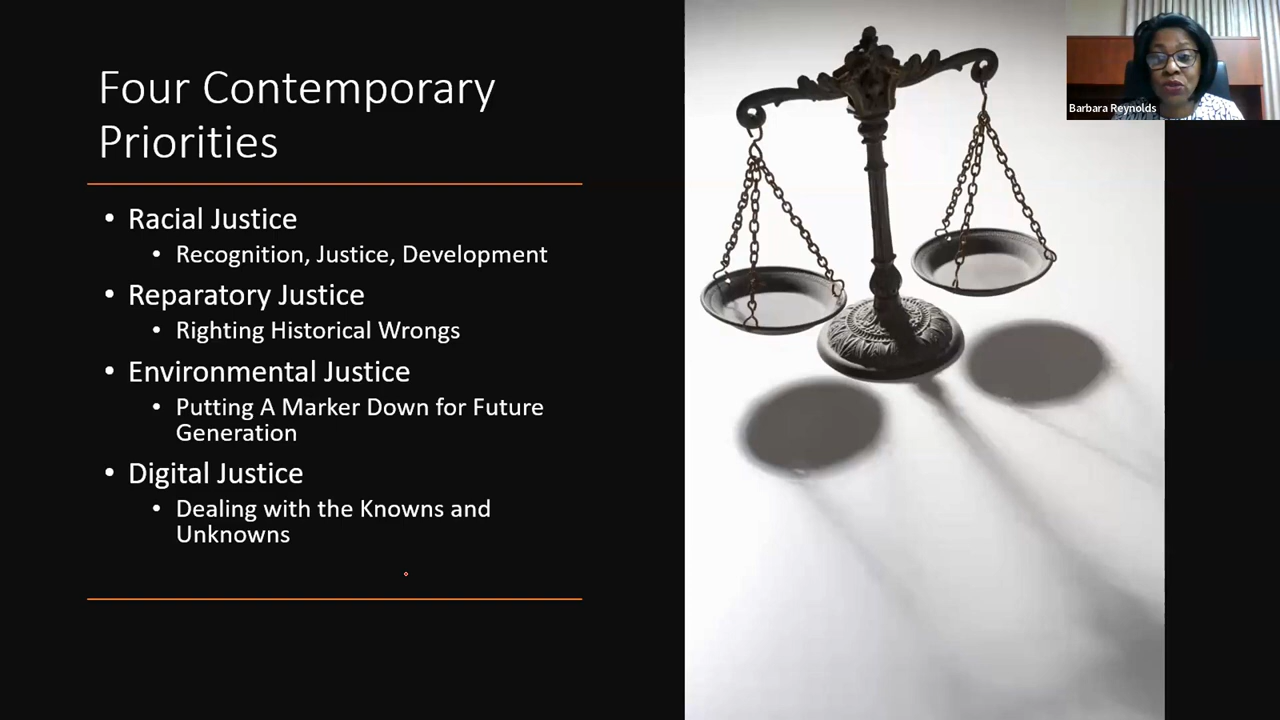 Four Contemporary
Priorities
• Racial Justice
• Recognition, Justice, Development
• Reparatory Justice
• Righting Historical Wrongs
• Environmental Justice
• Putting A Marker Down for Future
Generation
• Digital Justice
• Dealing with the Knowns and
Unknowns
Barbara Reynolds